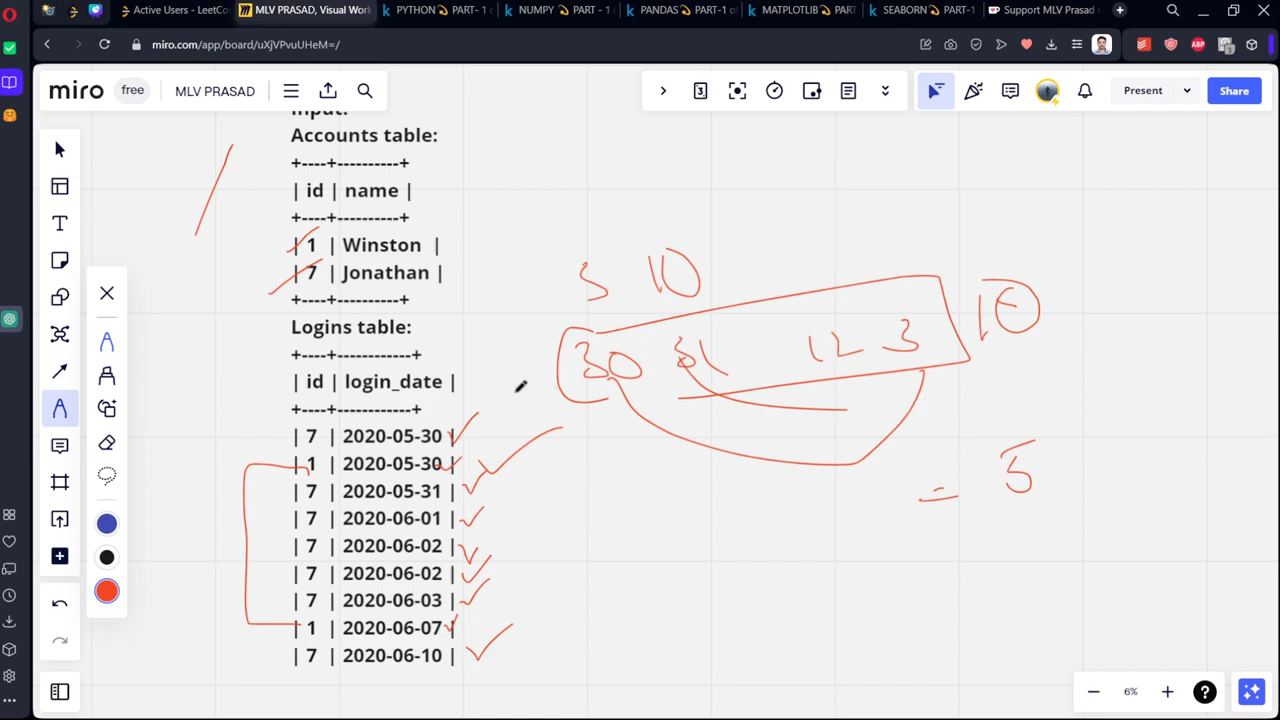 Active Users - LeetCo
MLV PRASAD, Visual Work
PYTHON PART- 1
NUMPY PART - 1
PANDAS PART-1 o
MATPLOTLIB PART
SEABORN PART-1
Support MLV Prasad
miro.com/app/board/uXjVPvuUHeM=/
ABP
miro free MLV PRASAD
3
Present
Share
Input:
Accounts table:
+----+----------+
| id | name |
+----+----------+
| 1 | Winston |
| 7 | Jonathan |
+----+----------+
Logins table:
+----+------------+
| id | login_date |
+----+------------+
| 7 | 2020-05-30 |
| 1 | 2020-05-30 |
| 7 | 2020-05-31 |
| 7 | 2020-06-01 |
| 7 | 2020-06-02 |
| 7 | 2020-06-02 |
| 7 | 2020-06-03 |
| 1 | 2020-06-07 |
| 7 | 2020-06-10 |
10
30 31 1 2 3
= 5
6%
?